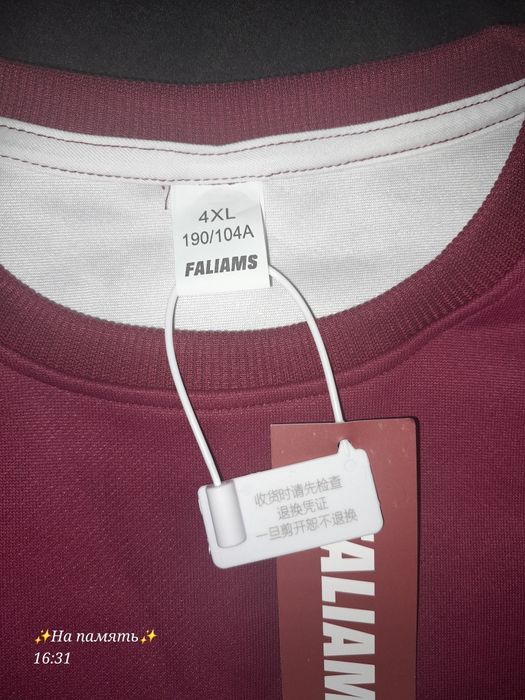 4XL
190/104A
FALIAMS
收货时请先检查
退换凭证
一旦剪开恕不退换
FALIAMS
✨На память✨
16:31